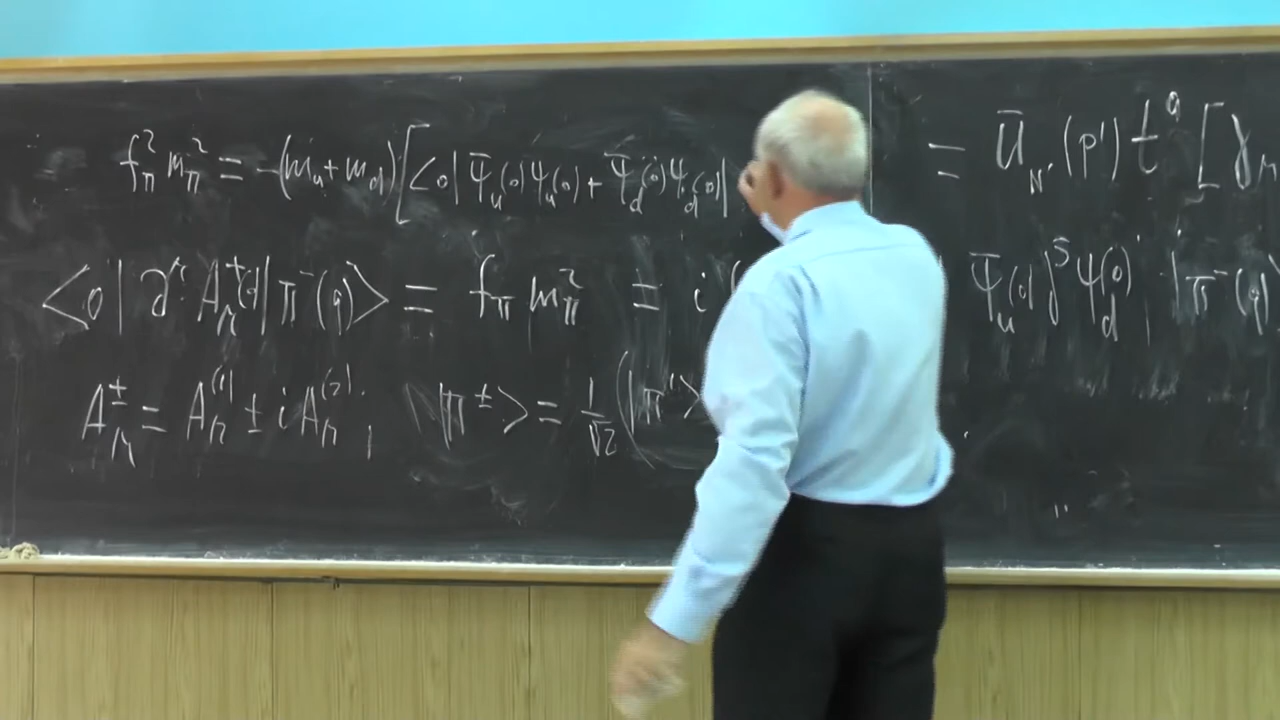 f_π² m_π² = -(m_u + m_d) [<0| ψ̄_u(0) ψ_u(0) + ψ̄_d(0) ψ_d(0)|
= ū_N'(p') t^a [γ_μ
<0| ∂^μ A_μ^+(0) |π^-(q)> = f_π m_π² = i ( ψ̄_u(0) γ^5 ψ_d(0) |π^-(q)>
A_μ^± = A_μ^(1) ± i A_μ^(2), |π^±> = 1/√2 (|π^1>